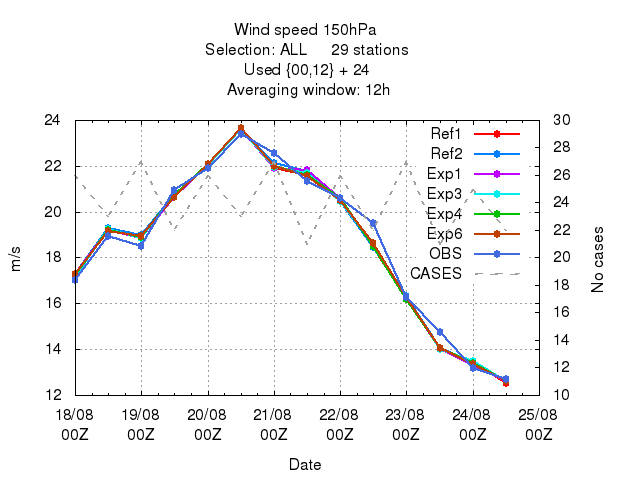 Wind speed 150hPa
Selection: ALL 29 stations
Used {00,12} + 24
Averaging window: 12h
24
22
20
18
16
14
12
m/s
30
28
26
24
22
20
18
16
14
12
10
No cases
Ref1
Ref2
Exp1
Exp3
Exp4
Exp6
OBS
CASES
18/08 19/08 20/08 21/08 22/08 23/08 24/08 25/08
00Z 00Z 00Z 00Z 00Z 00Z 00Z 00Z
Date